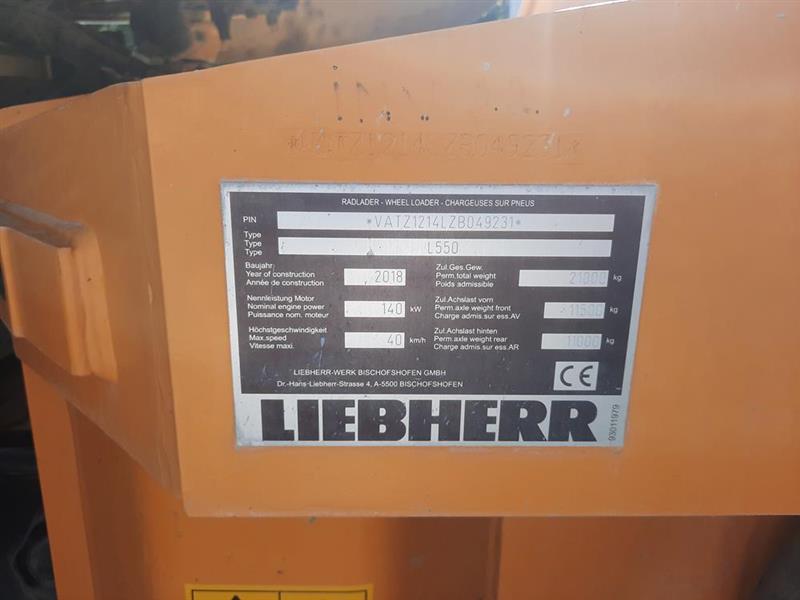 *VATZ1214LZB049231*
RADLADER - WHEEL LOADER - CHARGEUSES SUR PNEUS
PIN *VATZ1214LZB049231*
Type
Type L550
Type
Baujahr
Year of construction 2018
Année de construction
Zul.Ges.Gew.
Perm.total weight 21000 kg
Poids admissible
Nennleistung Motor
Nominal engine power 140 kW
Puissance nom. moteur
Zul.Achslast vorn
Perm.axle weight front 11500 kg
Charge admis.sur ess.AV
Höchstgeschwindigkeit
Max.speed 40 km/h
Vitesse maxi.
Zul.Achslast hinten
Perm.axle weight rear 11000 kg
Charge admis.sur ess.AR
LIEBHERR-WERK BISCHOFSHOFEN GMBH
Dr.-Hans-Liebherr-Strasse 4, A-5500 BISCHOFSHOFEN
CE
LIEBHERR
93011979